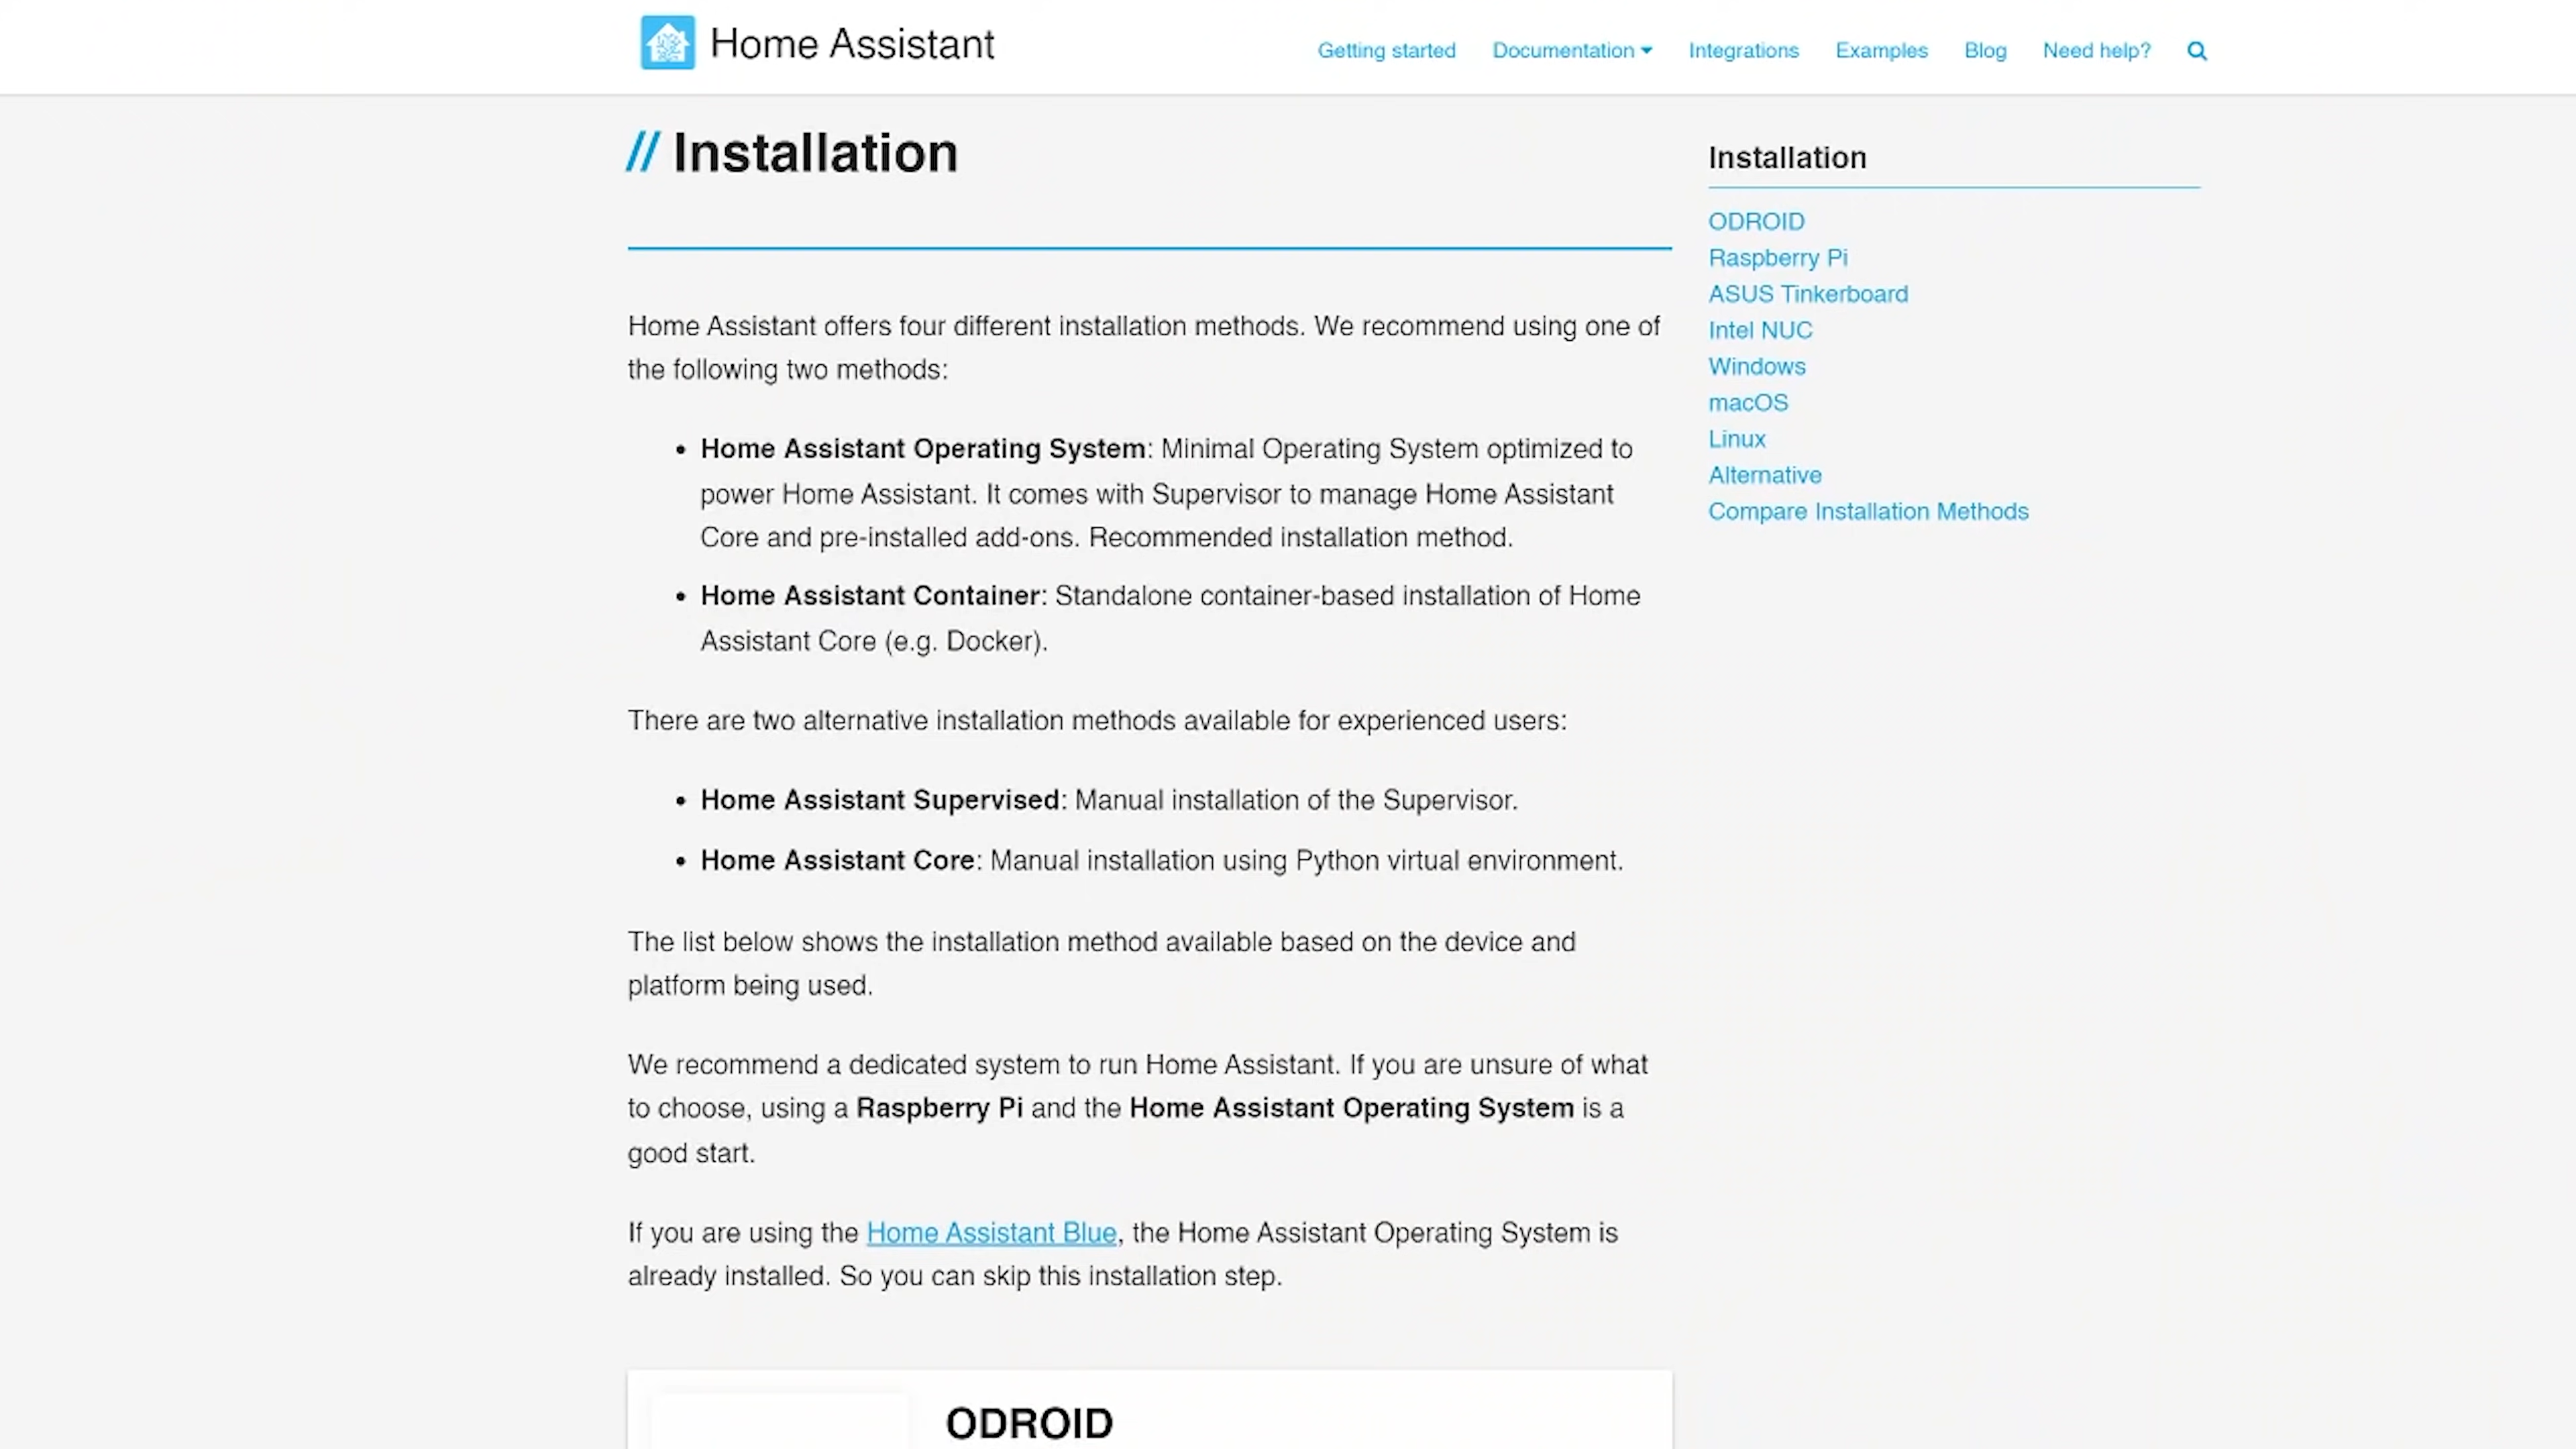 Home Assistant
Getting started
Documentation
Integrations
Examples
Blog
Need help?
// Installation
Home Assistant offers four different installation methods. We recommend using one of
the following two methods:
• Home Assistant Operating System: Minimal Operating System optimized to
power Home Assistant. It comes with Supervisor to manage Home Assistant
Core and pre-installed add-ons. Recommended installation method.
• Home Assistant Container: Standalone container-based installation of Home
Assistant Core (e.g. Docker).
There are two alternative installation methods available for experienced users:
• Home Assistant Supervised: Manual installation of the Supervisor.
• Home Assistant Core: Manual installation using Python virtual environment.
The list below shows the installation method available based on the device and
platform being used.
We recommend a dedicated system to run Home Assistant. If you are unsure of what
to choose, using a Raspberry Pi and the Home Assistant Operating System is a
good start.
If you are using the Home Assistant Blue, the Home Assistant Operating System is
already installed. So you can skip this installation step.
ODROID
Installation
ODROID
Raspberry Pi
ASUS Tinkerboard
Intel NUC
Windows
macOS
Linux
Alternative
Compare Installation Methods